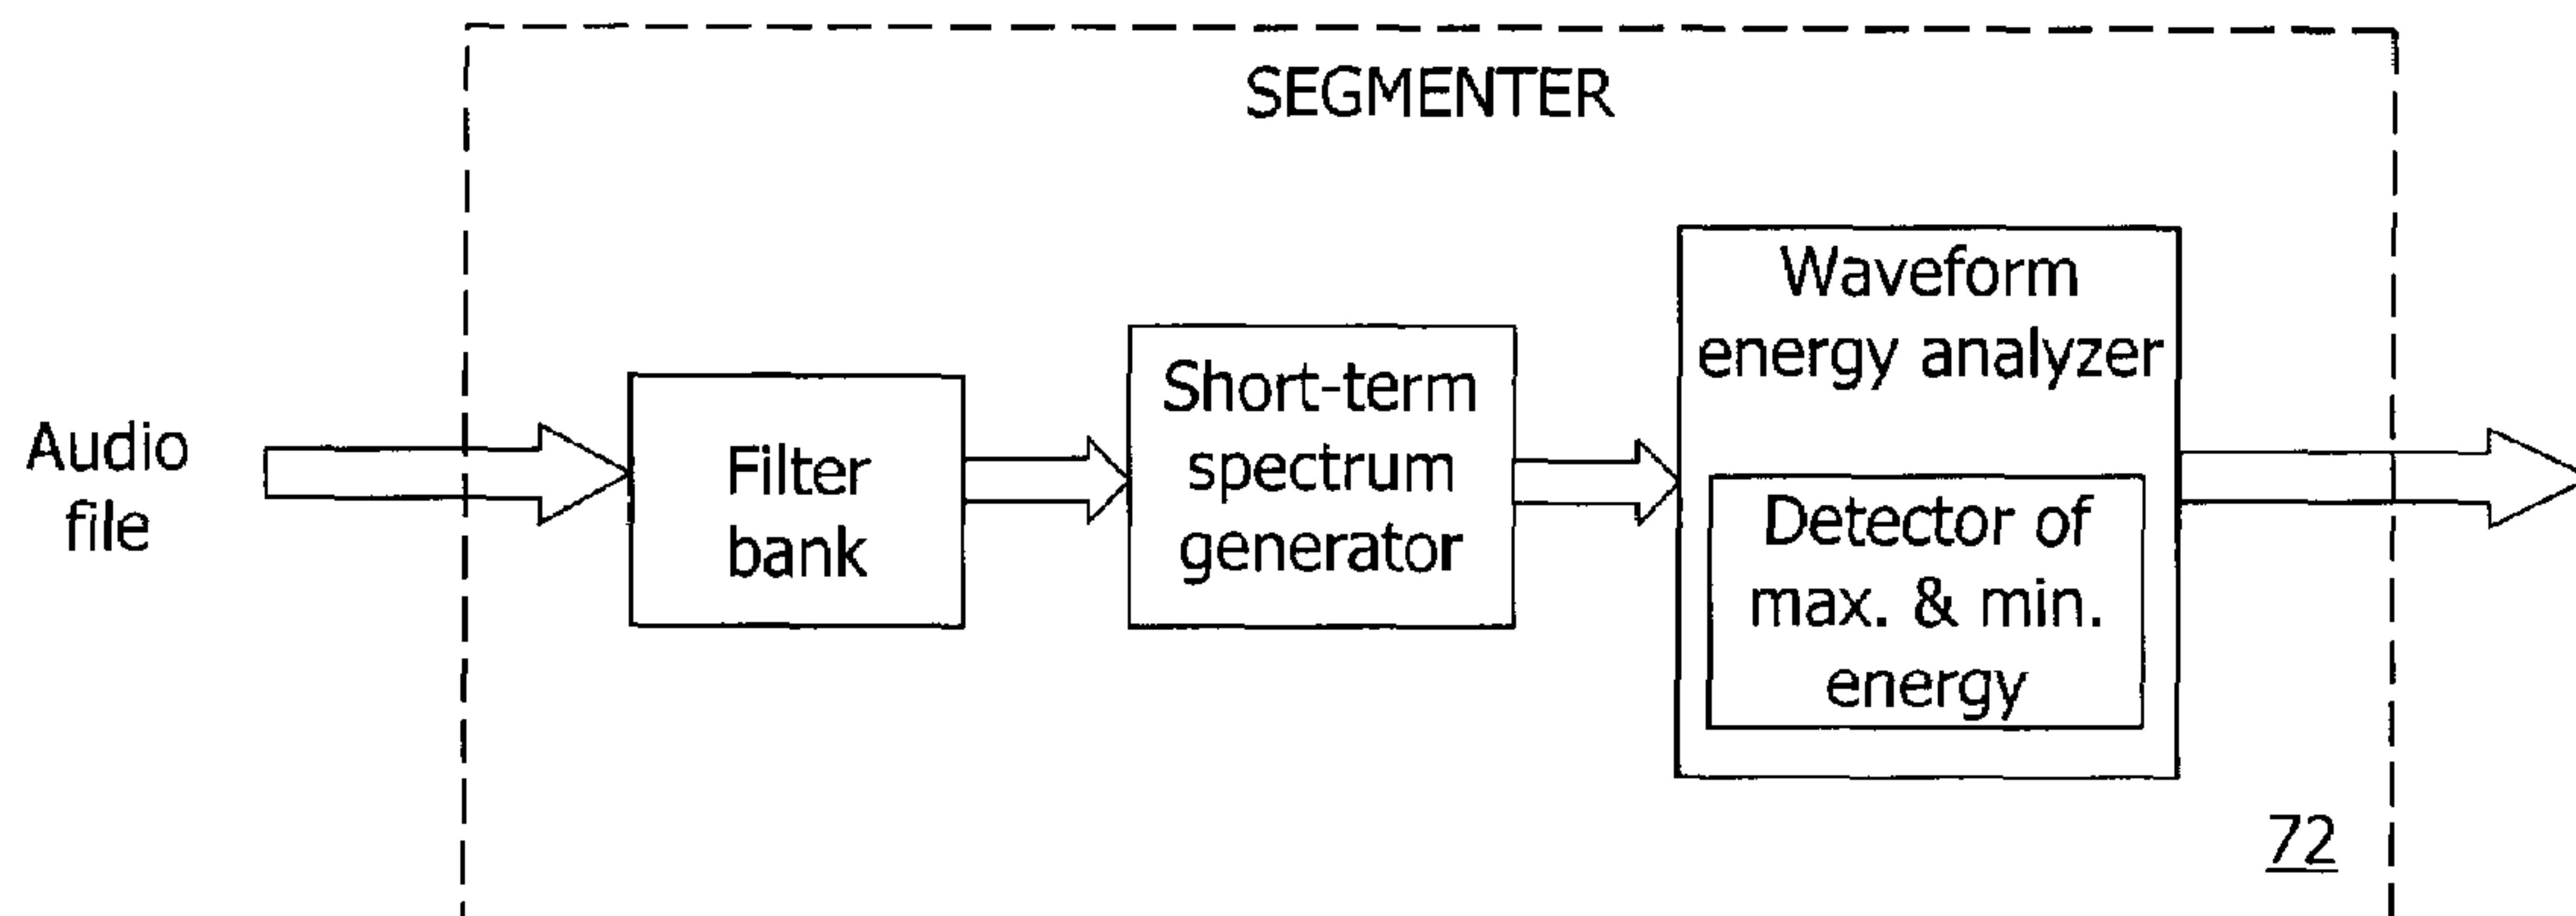 SEGMENTER
Audio
file
Filter
bank
Short-term
spectrum
generator
Waveform
energy analyzer
Detector of
max. & min.
energy
72